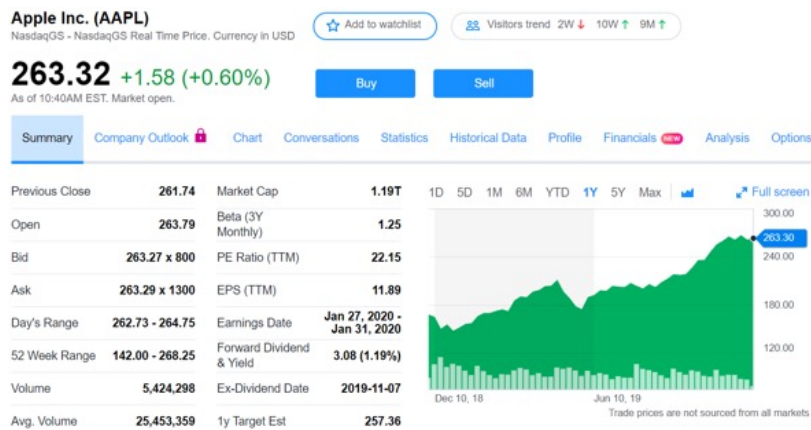 Apple Inc. (AAPL)
NasdaqGS - NasdaqGS Real Time Price. Currency in USD
Add to watchlist
Visitors trend 2W ↓ 10W ↑ 9M ↑
263.32 +1.58 (+0.60%)
As of 10:40AM EST. Market open.
Buy
Sell
Summary Company Outlook Chart Conversations Statistics Historical Data Profile Financials NEW Analysis Options
Previous Close 261.74
Open 263.79
Bid 263.27 x 800
Ask 263.29 x 1300
Day's Range 262.73 - 264.75
52 Week Range 142.00 - 268.25
Volume 5,424,298
Avg. Volume 25,453,359
Market Cap 1.19T
Beta (3Y
Monthly) 1.25
PE Ratio (TTM) 22.15
EPS (TTM) 11.89
Earnings Date Jan 27, 2020 -
Jan 31, 2020
Forward Dividend
& Yield 3.08 (1.19%)
Ex-Dividend Date 2019-11-07
1y Target Est 257.36
1D 5D 1M 6M YTD 1Y 5Y Max Full screen
300.00
263.30
240.00
180.00
120.00
Dec 10, 18 Jun 10, 19
Trade prices are not sourced from all markets